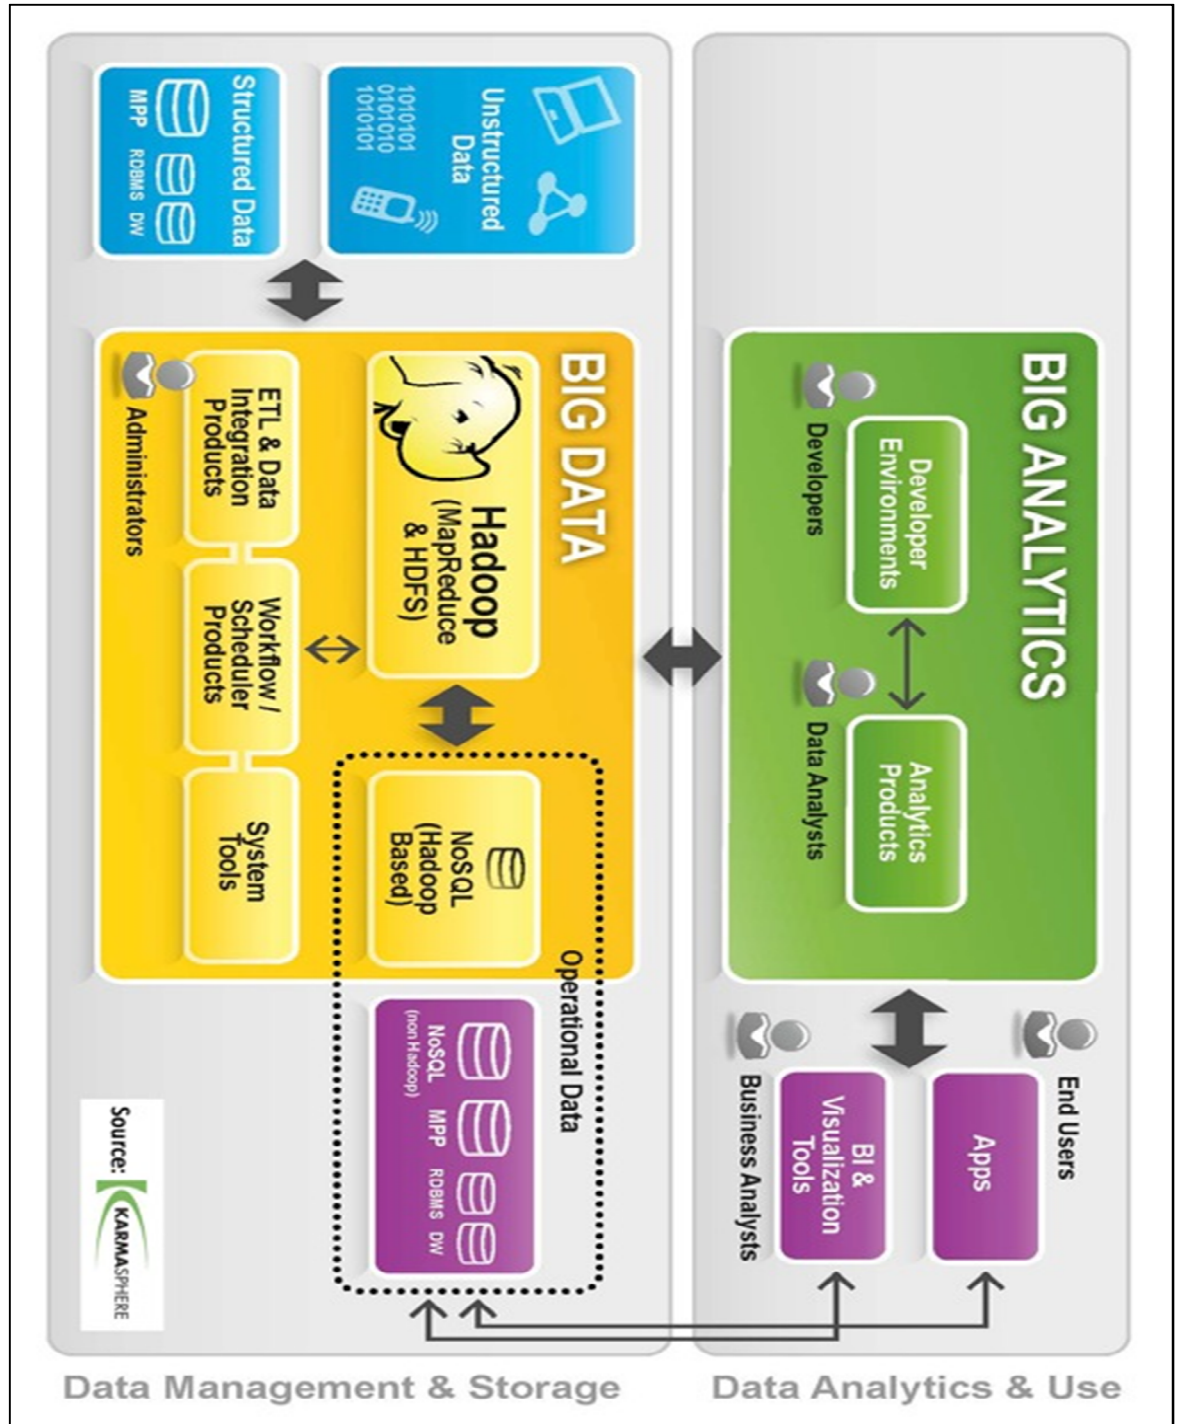 Structured Data
MPP
RDBMS
DW
Unstructured
Data
1010101
0101010
1010101
BIG DATA
Hadoop
(MapReduce
& HDFS)
ETL & Data
Integration
Products
Administrators
Workflow /
Scheduler
Products
System
Tools
NoSQL
(Hadoop
Based)
Operational Data
NoSQL
(non Hadoop)
MPP
RDBMS
DW
Source:
KARMASPHERE
BIG ANALYTICS
Developer
Environments
Developers
Analytics
Products
Data Analysts
End Users
Apps
BI &
Visualization
Tools
Business Analysts
Data Management & Storage
Data Analytics & Use